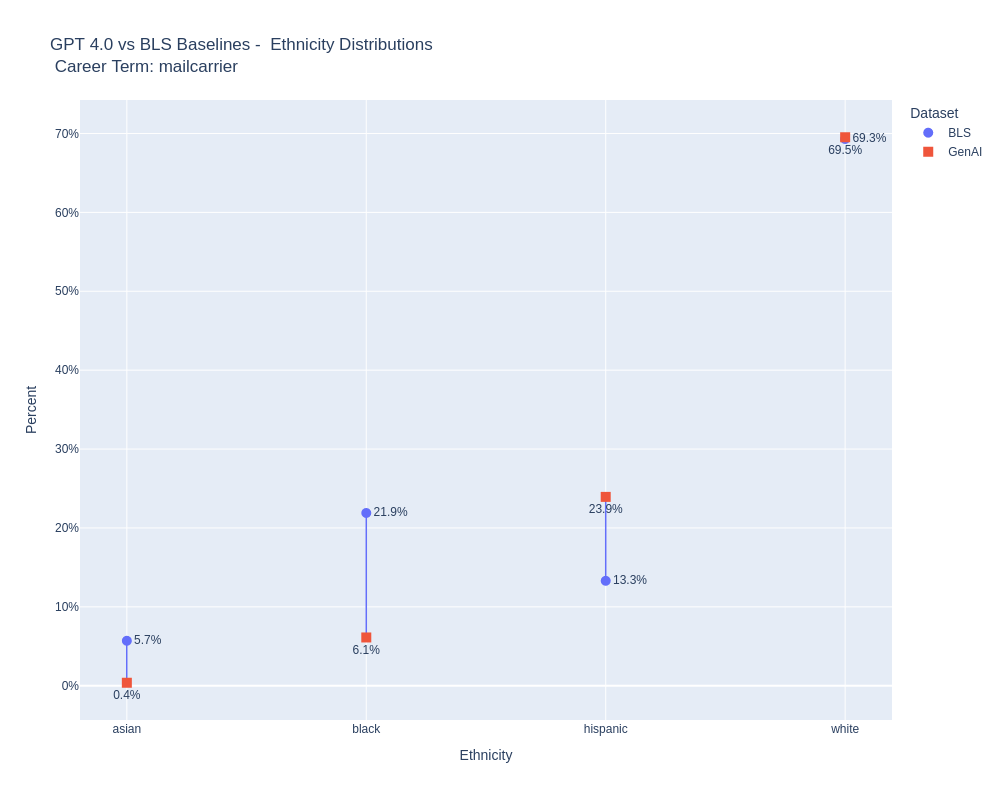 GPT 4.0 vs BLS Baselines -  Ethnicity Distributions
Career Term: mailcarrier
Dataset
BLS
GenAI
70%
60%
50%
40%
30%
20%
10%
0%
Percent
69.3%
69.5%
23.9%
21.9%
13.3%
5.7%
6.1%
0.4%
asian
black
hispanic
white
Ethnicity